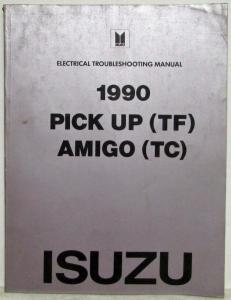 ELECTRICAL TROUBLESHOOTING MANUAL
1990
PICK UP (TF)
AMIGO (TC)
ISUZU